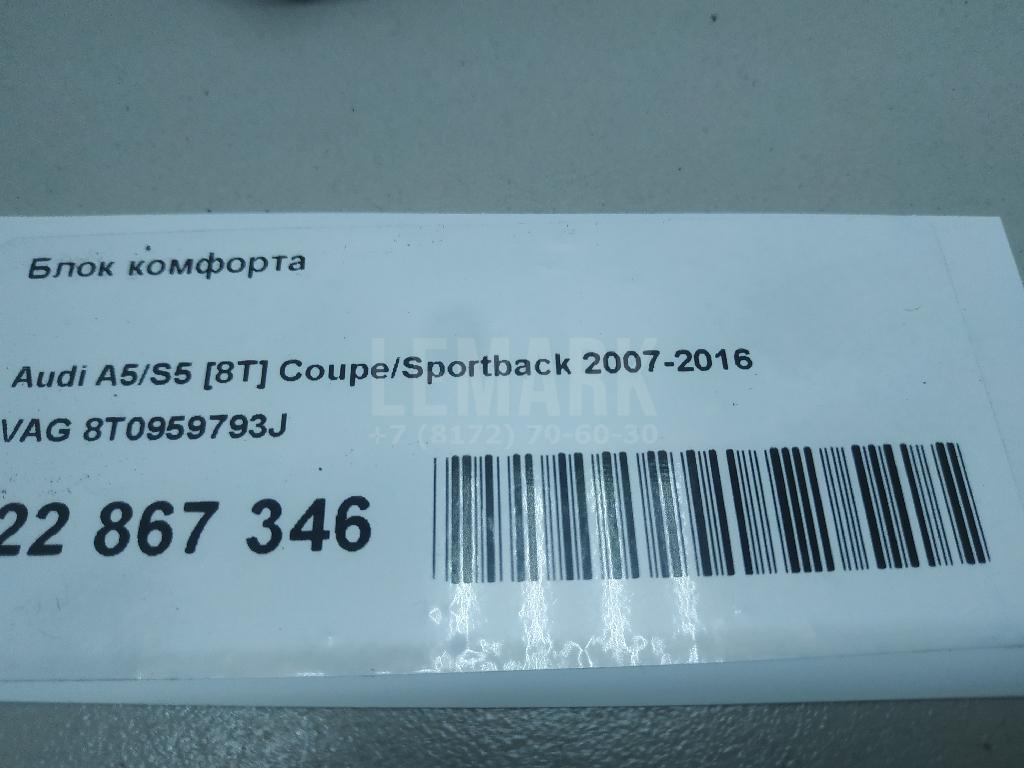 Блок комфорта
Audi A5/S5 [8T] Coupe/Sportback 2007-2016
LEMARK
VAG 8T0959793J
+7 (8172) 70-60-30
22 867 346